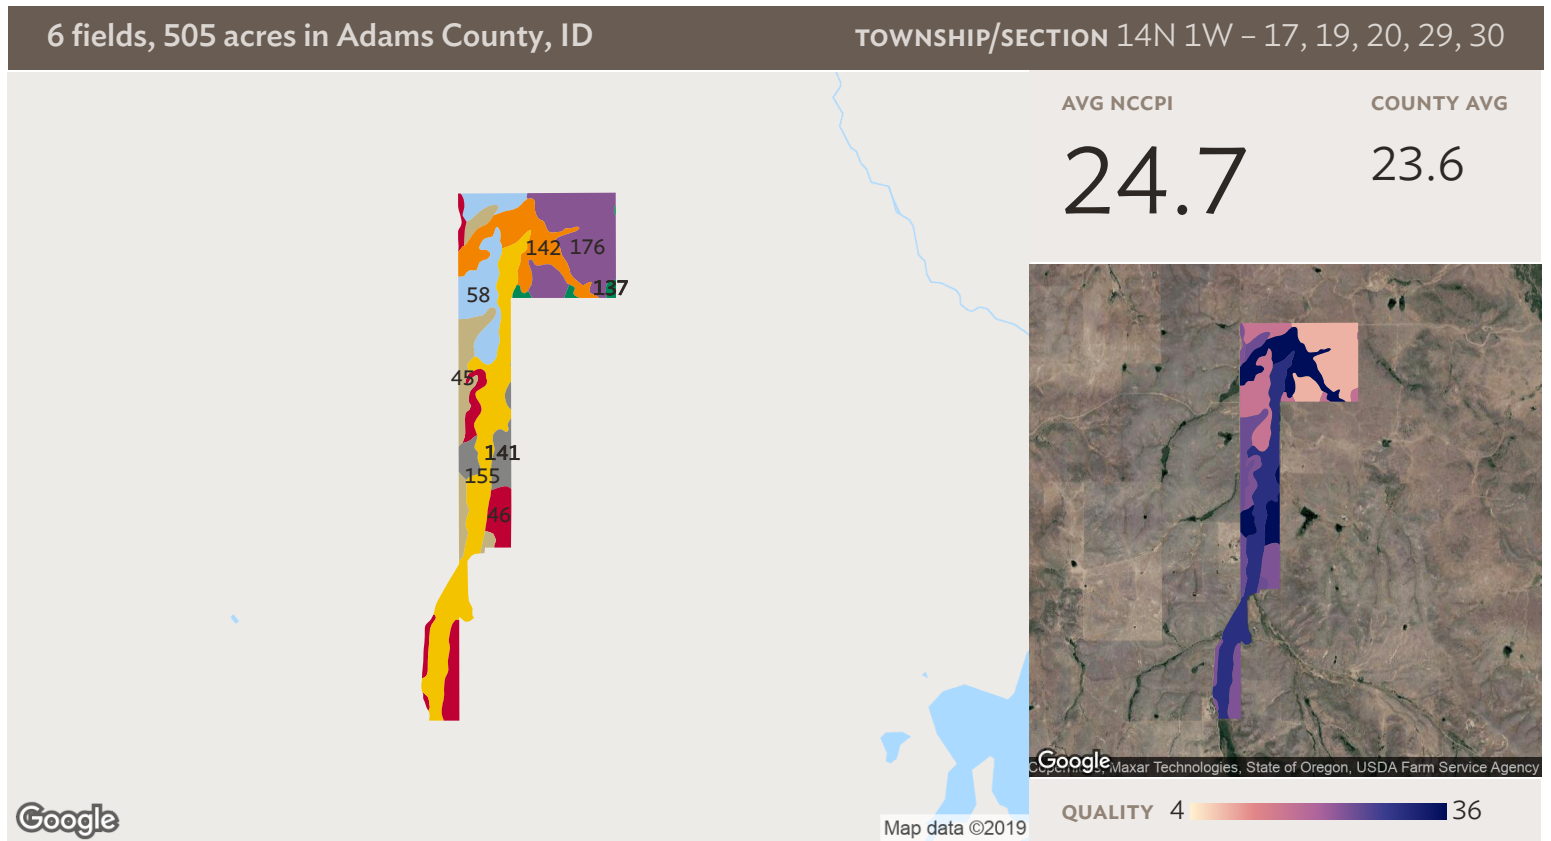 6 fields, 505 acres in Adams County, ID
TOWNSHIP/SECTION 14N 1W – 17, 19, 20, 29, 30
AVG NCCPI
COUNTY AVG
24.7
23.6
142
176
137
58
45
141
155
46
Google
Map data ©2019
Google
Maxar Technologies, State of Oregon, USDA Farm Service Agency
QUALITY 4 36